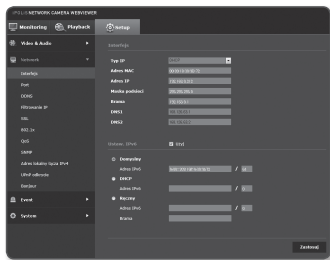 iPOLiS NETWORK CAMERA WEBVIEWER
Monitoring
Playback
Setup
Video & Audio
Network
Interfejs
Port
DDNS
Filtrowanie IP
SSL
802.1x
QoS
SNMP
Adres lokalny łącza IPv4
UPnP odkrycie
Bonjour
Event
System
Interfejs
Typ IP
Adres MAC
Adres IP
Maska podsieci
Brama
DNS1
DNS2
Ustaw. IPv6
Użyj
Domyślny
Adres IPv6
/
DHCP
Adres IPv6
/
Ręczny
Adres IPv6
/
Brama
Zastosuj